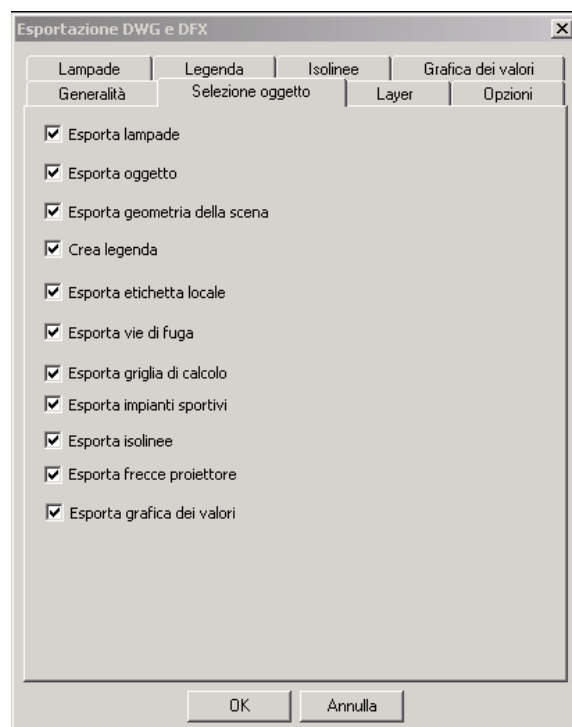 Esportazione DWG e DFX
Lampade Legenda Isolinee Grafica dei valori
Generalità Selezione oggetto Layer Opzioni
Esporta lampade
Esporta oggetto
Esporta geometria della scena
Crea legenda
Esporta etichetta locale
Esporta vie di fuga
Esporta griglia di calcolo
Esporta impianti sportivi
Esporta isolinee
Esporta frecce proiettore
Esporta grafica dei valori
OK Annulla